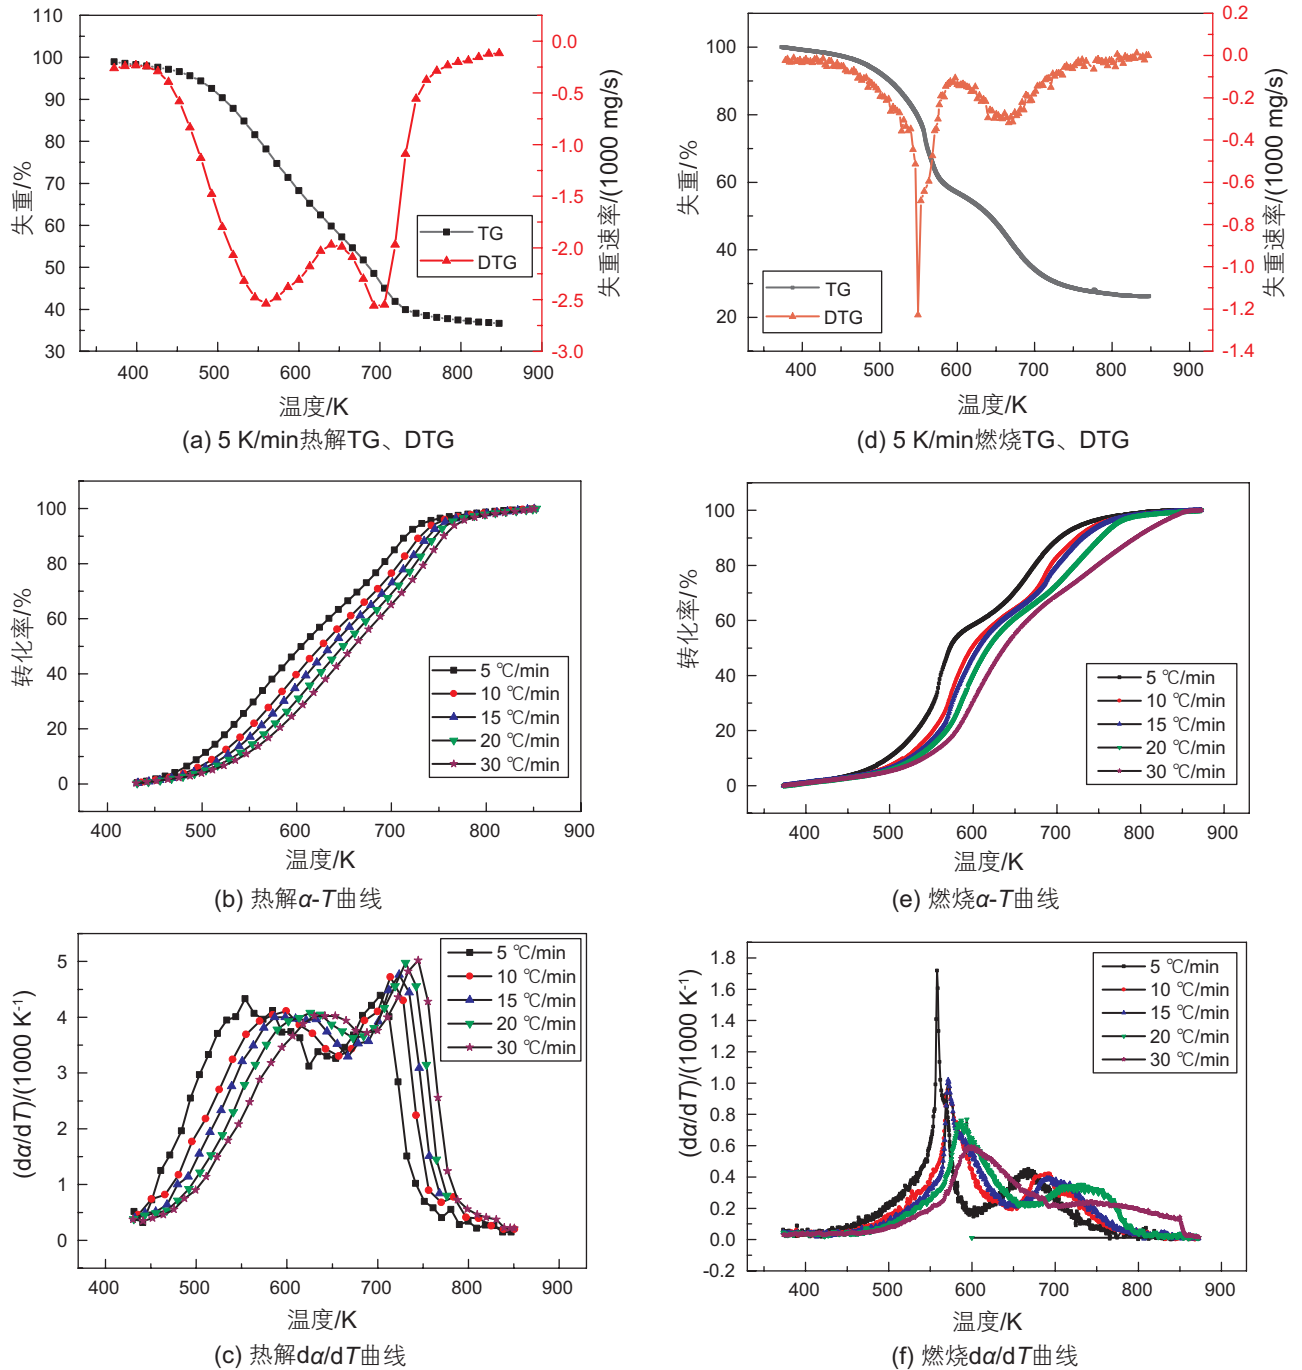 110
100
90
80
70
60
50
40
30
失重/%
0.0
-0.5
-1.0
-1.5
-2.0
-2.5
-3.0
失重速率/(1000 mg/s)
TG
DTG
400 500 600 700 800 900
温度/K
(a) 5 K/min热解TG、DTG
100
80
60
40
20
失重/%
0.2
0.0
-0.2
-0.4
-0.6
-0.8
-1.0
-1.2
-1.4
失重速率/(1000 mg/s)
TG
DTG
400 500 600 700 800 900
温度/K
(d) 5 K/min燃烧TG、DTG
100
80
60
40
20
0
转化率/%
5 ℃/min
10 ℃/min
15 ℃/min
20 ℃/min
30 ℃/min
400 500 600 700 800 900
温度/K
(b) 热解α-T曲线
100
80
60
40
20
0
转化率/%
5 ℃/min
10 ℃/min
15 ℃/min
20 ℃/min
30 ℃/min
400 500 600 700 800 900
温度/K
(e) 燃烧α-T曲线
5
4
3
2
1
0
(dα/dT)/(1000 K⁻¹)
5 ℃/min
10 ℃/min
15 ℃/min
20 ℃/min
30 ℃/min
400 500 600 700 800 900
温度/K
(c) 热解dα/dT曲线
1.8
1.6
1.4
1.2
1.0
0.8
0.6
0.4
0.2
0.0
-0.2
(dα/dT)/(1000 K⁻¹)
5 ℃/min
10 ℃/min
15 ℃/min
20 ℃/min
30 ℃/min
400 500 600 700 800 900
温度/K
(f) 燃烧dα/dT曲线